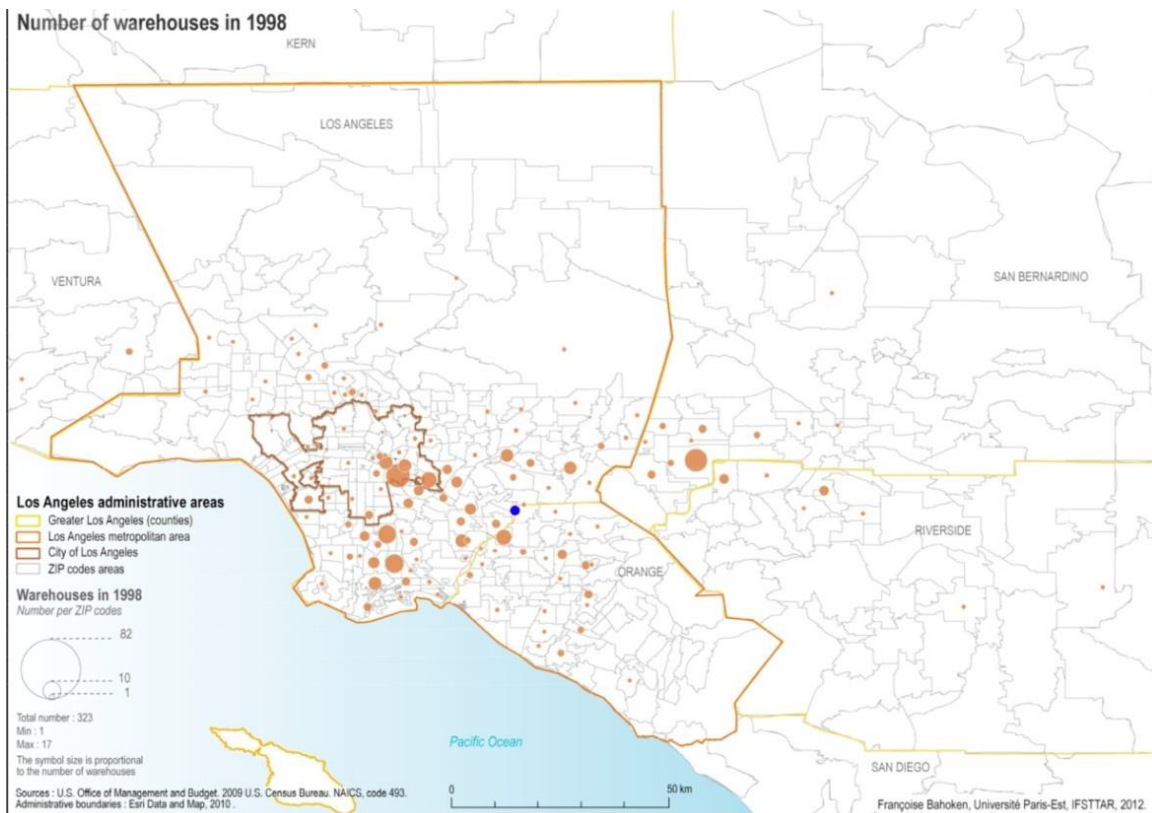 Number of warehouses in 1998
KERN
LOS ANGELES
VENTURA
SAN BERNARDINO
RIVERSIDE
ORANGE
SAN DIEGO
Pacific Ocean
Los Angeles administrative areas
Greater Los Angeles (counties)
Los Angeles metropolitan area
City of Los Angeles
ZIP codes areas
Warehouses in 1998
Number per ZIP codes
82
10
1
Total number : 323
Min : 1
Max : 17
The symbol size is proportional
to the number of warehouses
Sources : U.S. Office of Management and Budget. 2009 U.S. Census Bureau. NAICS, code 493.
Administrative boundaries : Esri Data and Map, 2010 .
0 50 km
Françoise Bahoken, Université Paris-Est, IFSTTAR, 2012.